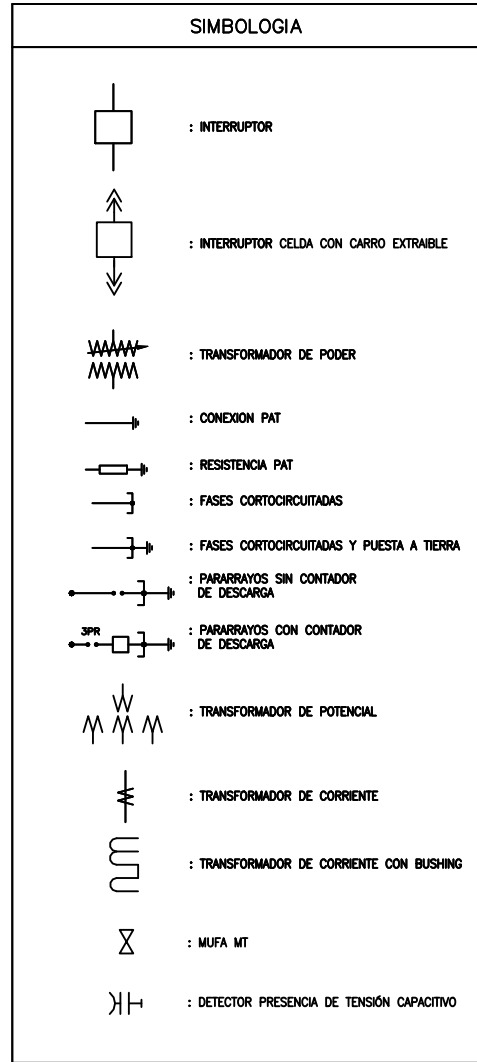 SIMBOLOGIA
: INTERRUPTOR
: INTERRUPTOR CELDA CON CARRO EXTRAIBLE
: TRANSFORMADOR DE PODER
: CONEXION PAT
: RESISTENCIA PAT
: FASES CORTOCIRCUITADAS
: FASES CORTOCIRCUITADAS Y PUESTA A TIERRA
: PARARRAYOS SIN CONTADOR
DE DESCARGA
3PR
: PARARRAYOS CON CONTADOR
DE DESCARGA
: TRANSFORMADOR DE POTENCIAL
: TRANSFORMADOR DE CORRIENTE
: TRANSFORMADOR DE CORRIENTE CON BUSHING
: MUFA MT
: DETECTOR PRESENCIA DE TENSIÓN CAPACITIVO